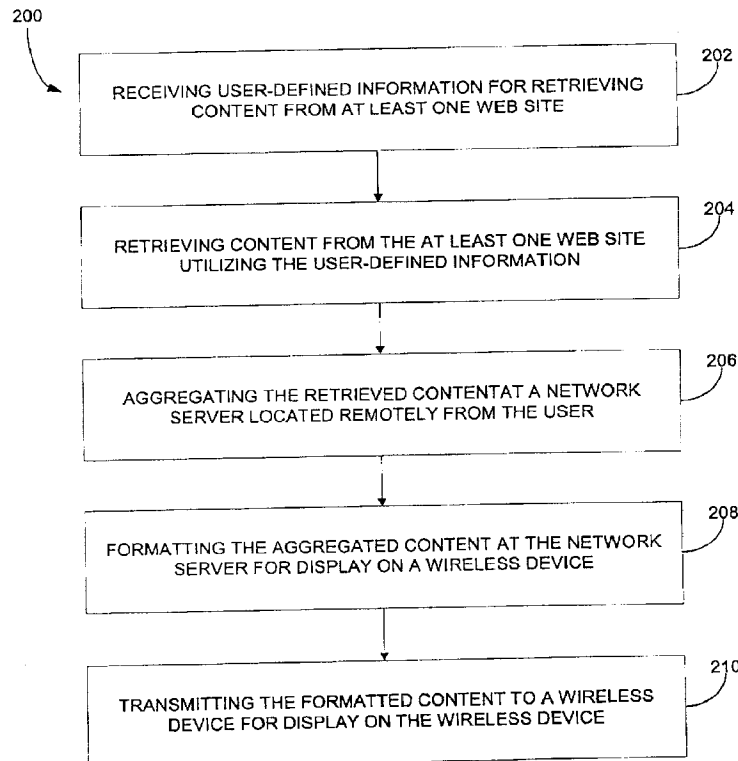 200
202
RECEIVING USER-DEFINED INFORMATION FOR RETRIEVING
CONTENT FROM AT LEAST ONE WEB SITE
204
RETRIEVING CONTENT FROM THE AT LEAST ONE WEB SITE
UTILIZING THE USER-DEFINED INFORMATION
206
AGGREGATING THE RETRIEVED CONTENTAT A NETWORK
SERVER LOCATED REMOTELY FROM THE USER
208
FORMATTING THE AGGREGATED CONTENT AT THE NETWORK
SERVER FOR DISPLAY ON A WIRELESS DEVICE
210
TRANSMITTING THE FORMATTED CONTENT TO A WIRELESS
DEVICE FOR DISPLAY ON THE WIRELESS DEVICE